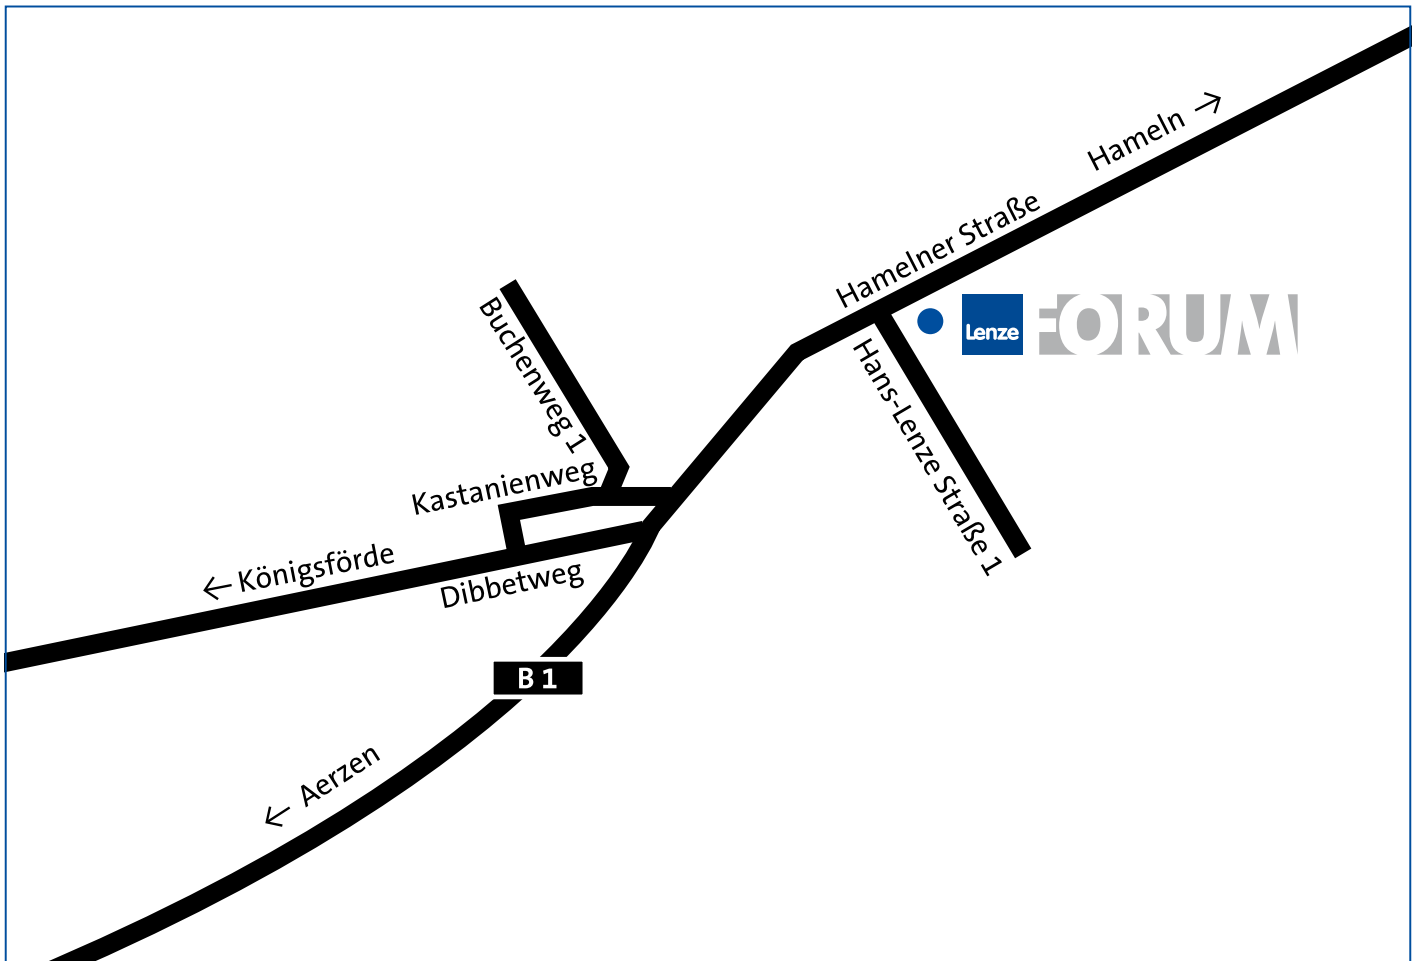 Hameln →
Hamelner Straße
Lenze FORUM
Buchenweg 1
Hans-Lenze Straße 1
Kastanienweg
← Königsförde
Dibbetweg
B 1
← Aerzen